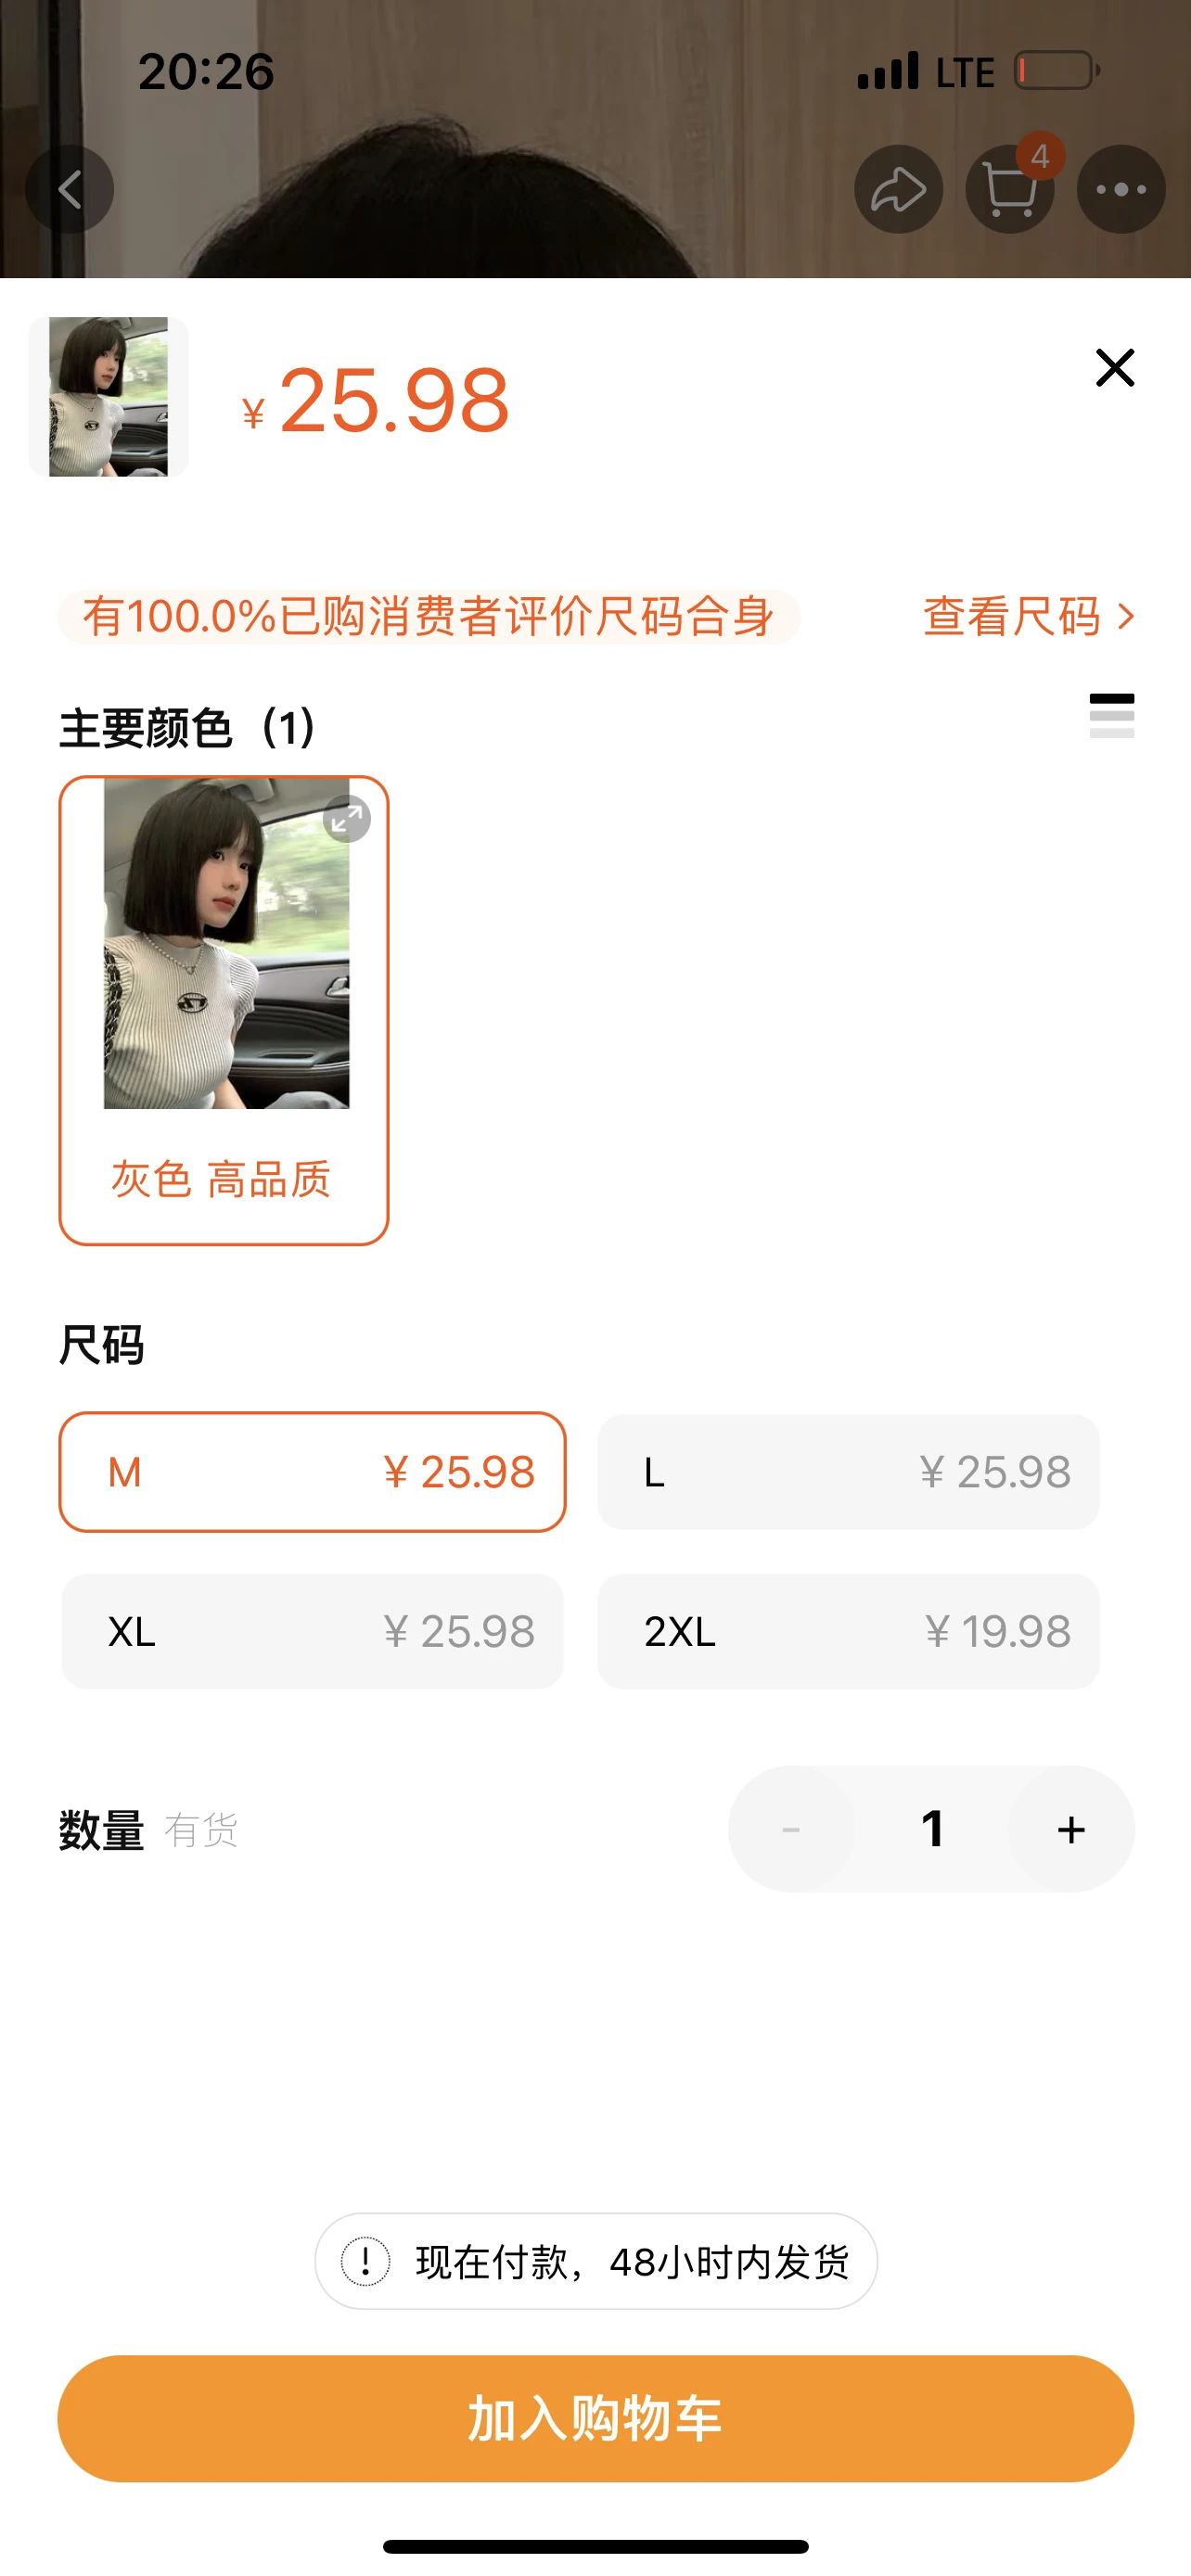 20:26
LTE
4
¥ 25.98
有100.0%已购消费者评价尺码合身
查看尺码
主要颜色（1）
灰色 高品质
尺码
M ¥ 25.98
L ¥ 25.98
XL ¥ 25.98
2XL ¥ 19.98
数量 有货
- 1 +
现在付款，48小时内发货
加入购物车